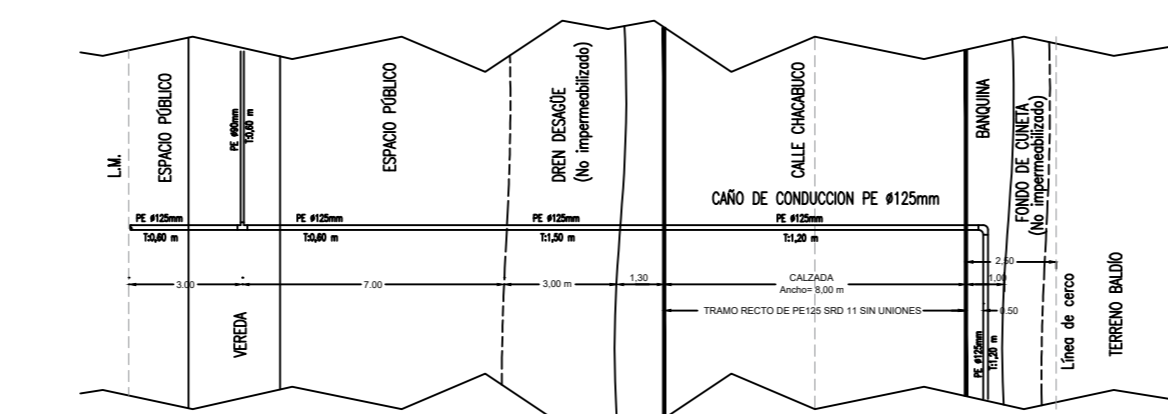 L.M.
ESPACIO PÚBLICO
PE ø90mm
T:0,60 m
ESPACIO PÚBLICO
DREN DESAGÜE
(No impermeabilizado)
CALLE CHACABUCO
BANQUINA
FONDO DE CUNETA
(No impermeabilizado)
CAÑO DE CONDUCCION PE ø125mm
PE ø125mm
T:0,60 m
PE ø125mm
T:0,60 m
PE ø125mm
T:1,50 m
PE ø125mm
T:1,20 m
3.00
7.00
3,00 m
1,30
CALZADA
Ancho= 8,00 m
2,50
1,00
TRAMO RECTO DE PE125 SRD 11 SIN UNIONES
0.50
VEREDA
PE ø125mm
T:1,20 m
Línea de cerco
TERRENO BALDÍO